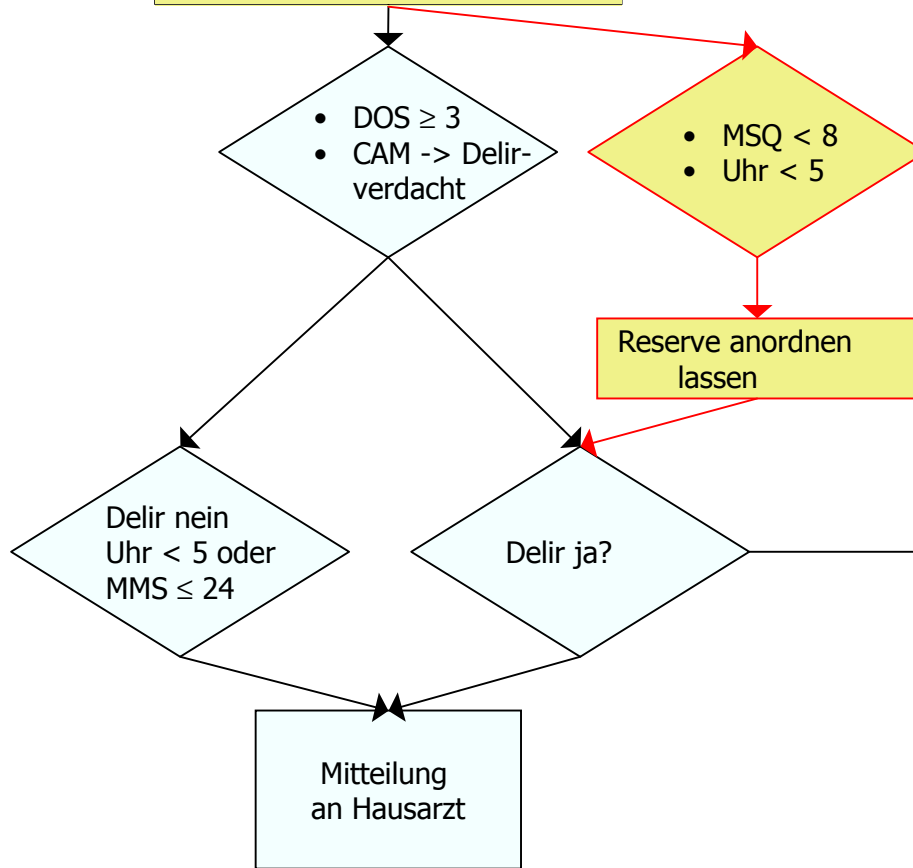 • DOS ≥ 3
• CAM -> Delir-
verdacht
• MSQ < 8
• Uhr < 5
Reserve anordnen
lassen
Delir nein
Uhr < 5 oder
MMS ≤ 24
Delir ja?
Mitteilung
an Hausarzt